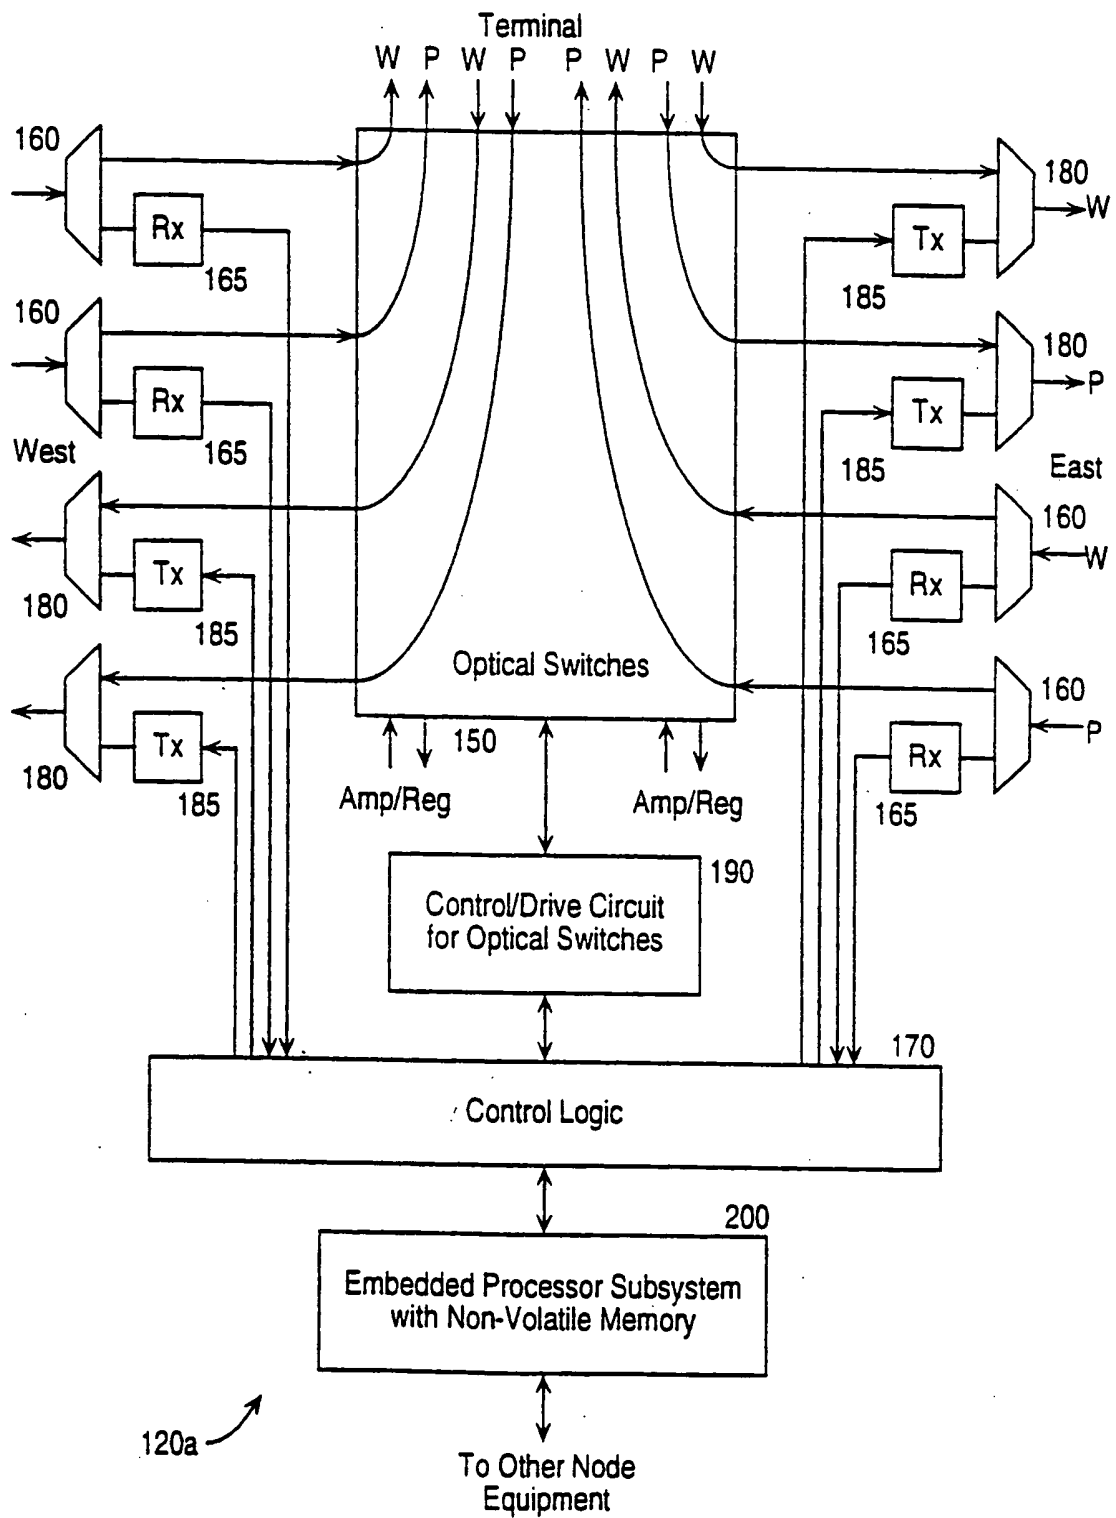 Terminal
W P W P P W P W
160
180
W
Rx
Tx
165
185
160
180
P
Rx
Tx
West
165
185
East
160
W
Tx
Rx
180
185
165
Optical Switches
160
P
Tx
Rx
180
185
150
165
Amp/Reg
Amp/Reg
190
Control/Drive Circuit
for Optical Switches
170
Control Logic
200
Embedded Processor Subsystem
with Non-Volatile Memory
120a
To Other Node
Equipment